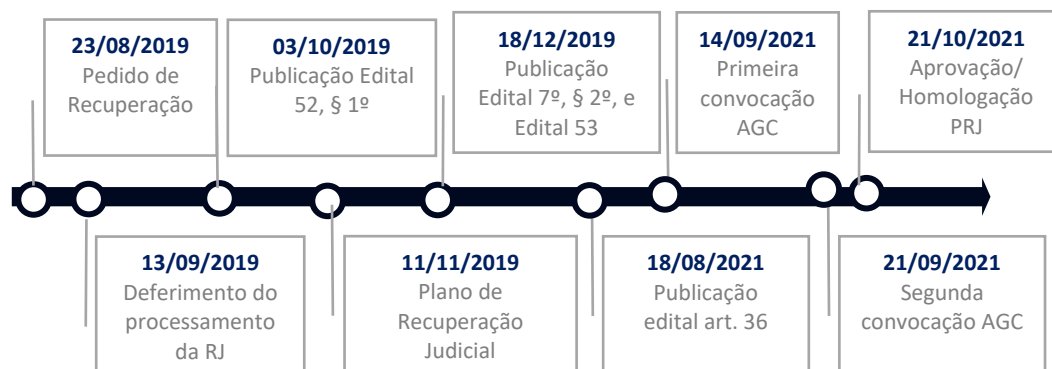 23/08/2019
Pedido de
Recuperação
03/10/2019
Publicação Edital
52, § 1º
18/12/2019
Publicação
Edital 7º, § 2º, e
Edital 53
14/09/2021
Primeira
convocação
AGC
21/10/2021
Aprovação/
Homologação
PRJ
13/09/2019
Deferimento do
processamento
da RJ
11/11/2019
Plano de
Recuperação
Judicial
18/08/2021
Publicação
edital art. 36
21/09/2021
Segunda
convocação AGC